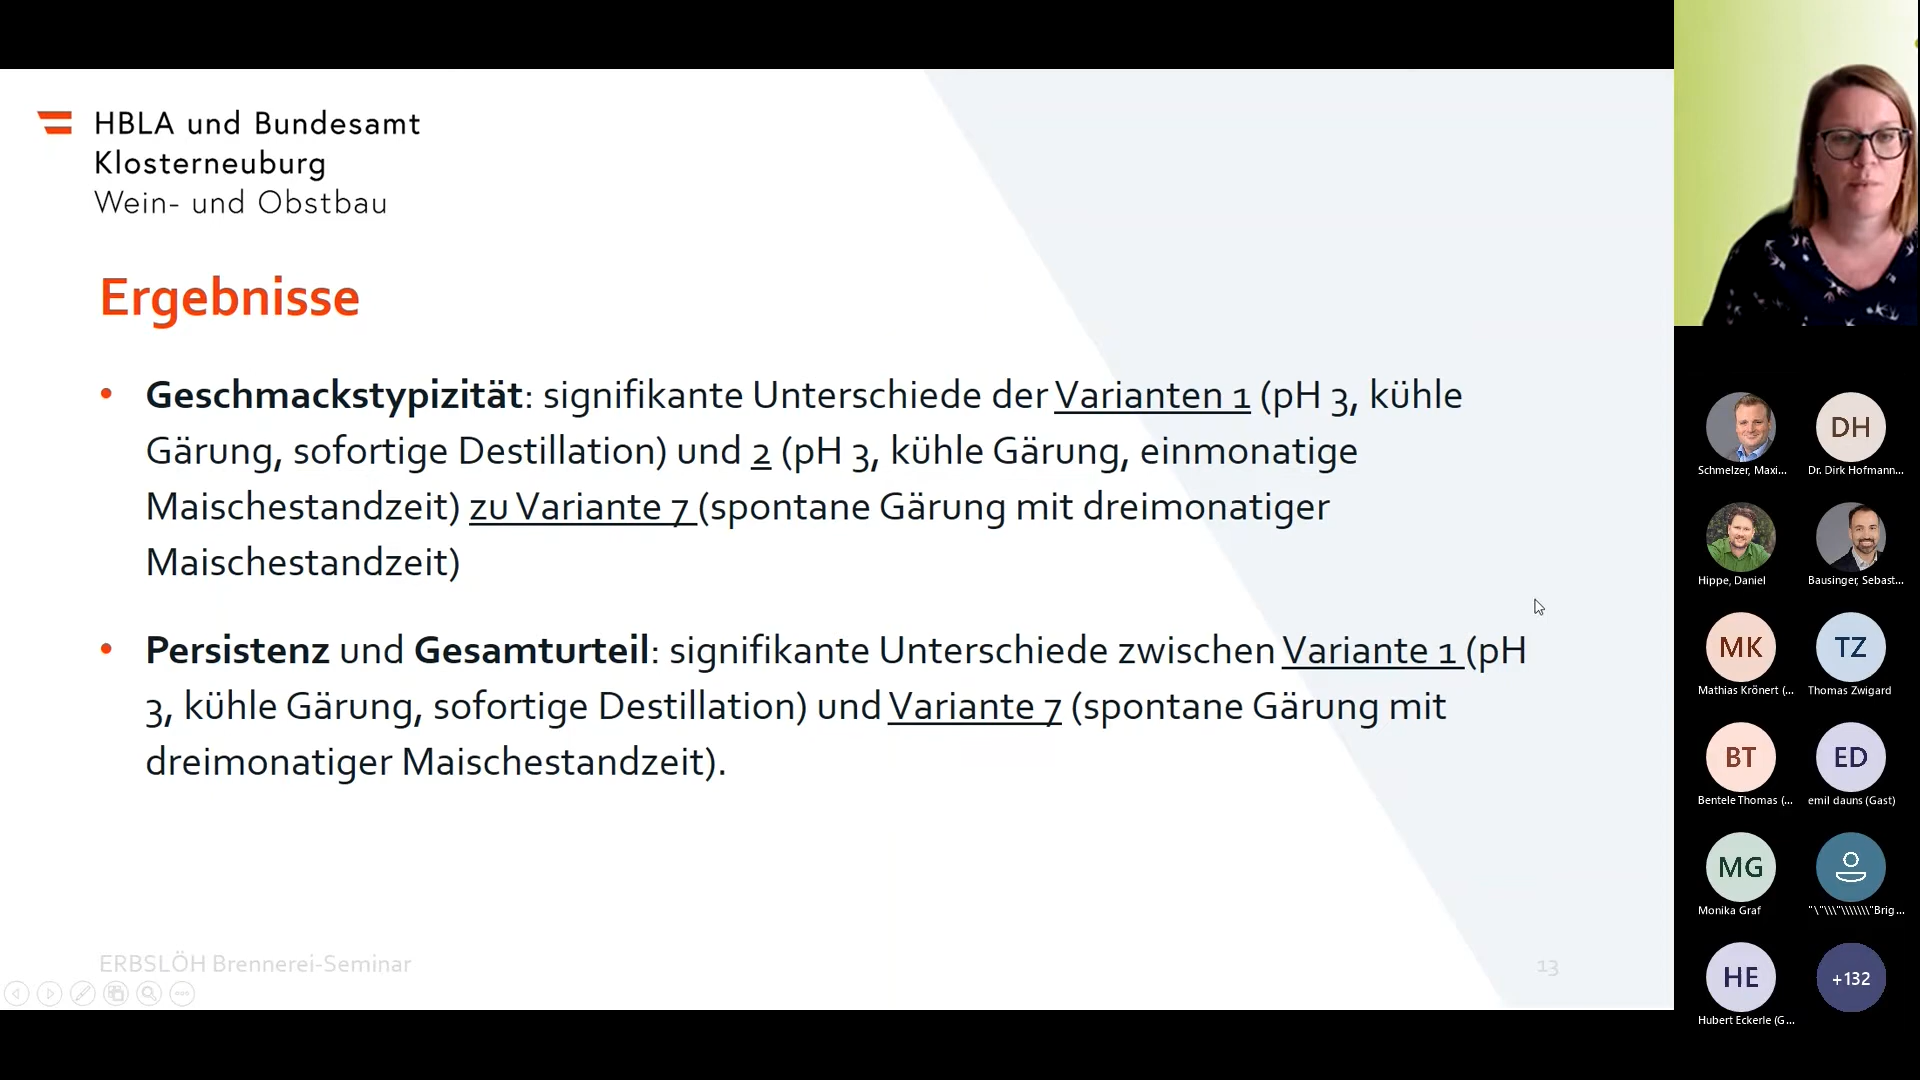 HBLA und Bundesamt
Klosterneuburg
Wein- und Obstbau
Ergebnisse
• Geschmackstypizität: signifikante Unterschiede der Varianten 1 (pH 3, kühle
Gärung, sofortige Destillation) und 2 (pH 3, kühle Gärung, einmonatige
Maischestandzeit) zu Variante 7 (spontane Gärung mit dreimonatiger
Maischestandzeit)
• Persistenz und Gesamturteil: signifikante Unterschiede zwischen Variante 1 (pH
3, kühle Gärung, sofortige Destillation) und Variante 7 (spontane Gärung mit
dreimonatiger Maischestandzeit).
ERBSLÖH Brennerei-Seminar
13
Schmelzer, Maxi...
DH
Dr. Dirk Hofmann...
Hippe, Daniel
Bausinger, Sebast...
MK
Mathias Krönert (...
TZ
Thomas Zwigard
BT
Bentele Thomas (...
ED
emil dauns (Gast)
MG
Monika Graf
"\"\\\"\\\\\\\"Brig...
HE
Hubert Eckerle (G...
+132